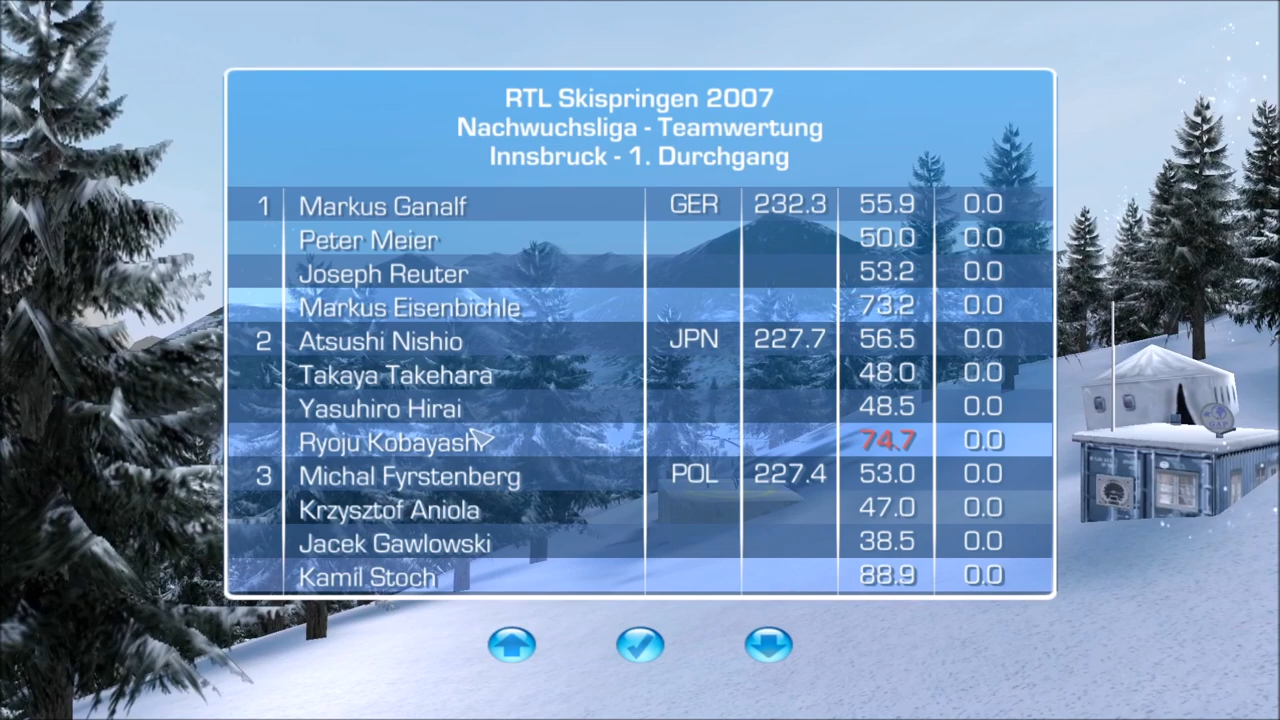 RTL Skispringen 2007
Nachwuchsliga - Teamwertung
Innsbruck - 1. Durchgang
1 Markus Ganalf GER 232.3 55.9 0.0
Peter Meier 50.0 0.0
Joseph Reuter 53.2 0.0
Markus Eisenbichle 73.2 0.0
2 Atsushi Nishio JPN 227.7 56.5 0.0
Takaya Takehara 48.0 0.0
Yasuhiro Hirai 48.5 0.0
Ryoju Kobayashi 74.7 0.0
3 Michal Fyrstenberg POL 227.4 53.0 0.0
Krzysztof Aniola 47.0 0.0
Jacek Gawlowski 38.5 0.0
Kamil Stoch 88.9 0.0